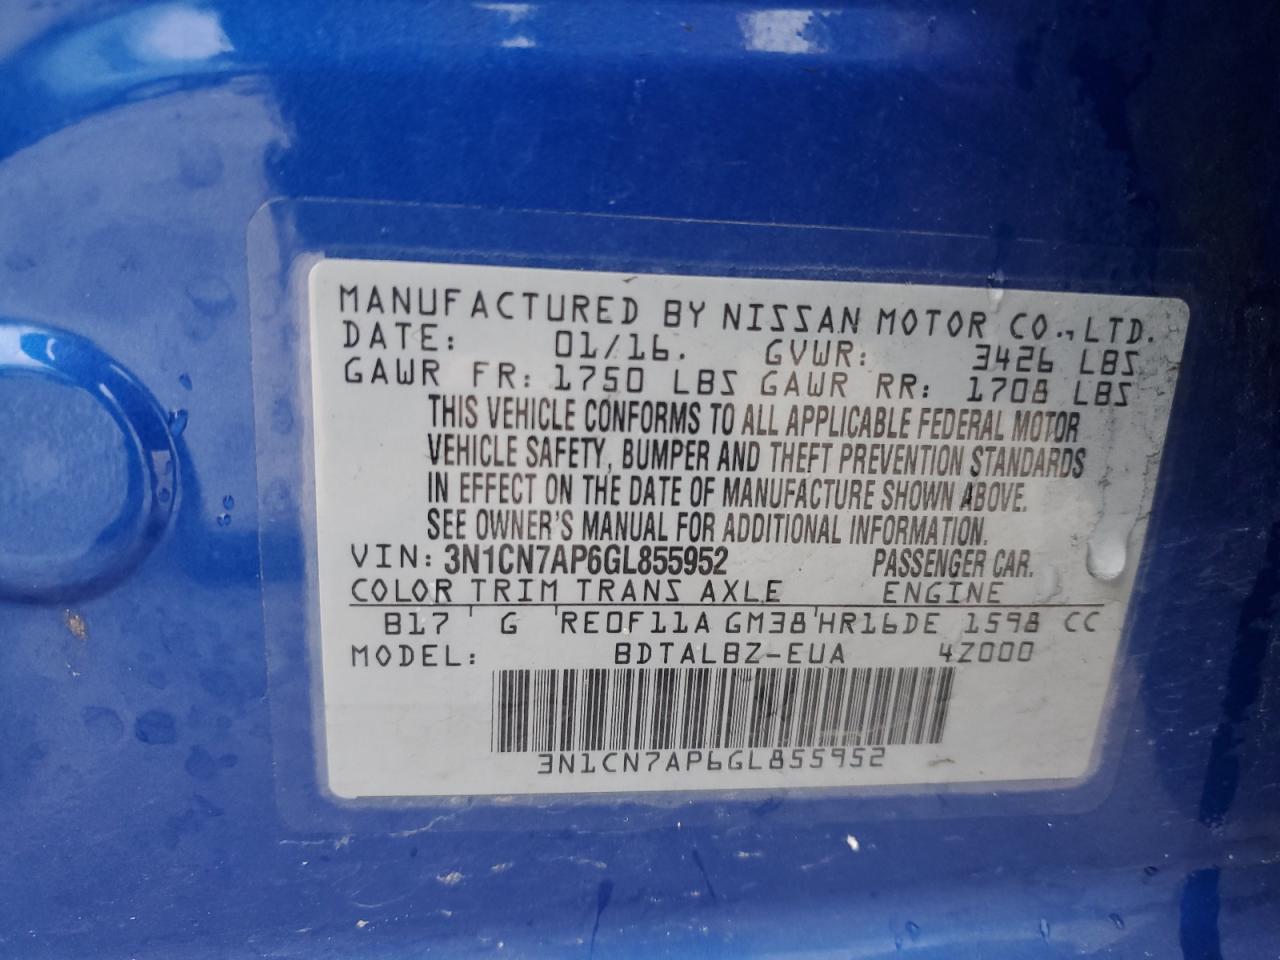 MANUFACTURED BY NISSAN MOTOR CO., LTD.
DATE: 01/16. GVWR: 3426 LBS
GAWR FR: 1750 LBS GAWR RR: 1708 LBS
THIS VEHICLE CONFORMS TO ALL APPLICABLE FEDERAL MOTOR
VEHICLE SAFETY, BUMPER AND THEFT PREVENTION STANDARDS
IN EFFECT ON THE DATE OF MANUFACTURE SHOWN ABOVE.
SEE OWNER'S MANUAL FOR ADDITIONAL INFORMATION.
VIN: 3N1CN7AP6GL855952 PASSENGER CAR.
COLOR TRIM TRANS AXLE ENGINE
B17 ' G ' RE0F11A GM38 ' HR16DE 1598 CC
MODEL: BDTALBZ-EUA 4Z000
3N1CN7AP6GL855952